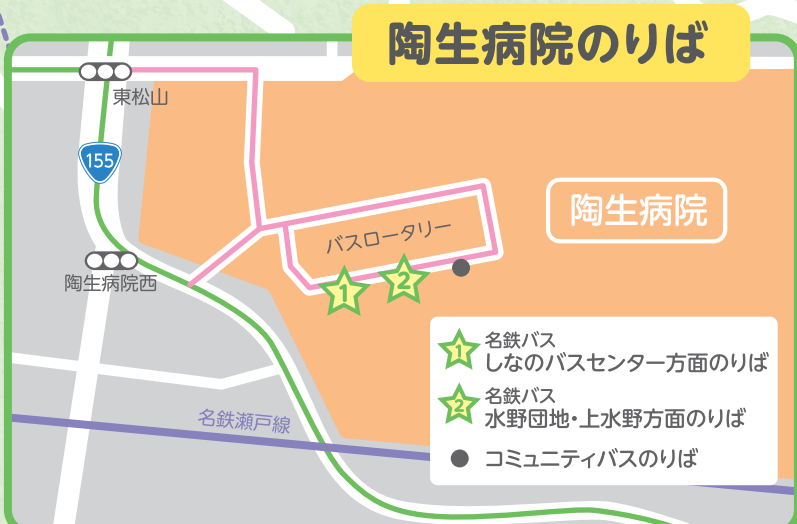 陶生病院のりば
東松山
155
陶生病院
バスロータリー
陶生病院西
1
2
1
名鉄バス
しなのバスセンター方面のりば
2
名鉄バス
水野団地・上水野方面のりば
コミュニティバスのりば
名鉄瀬戸線